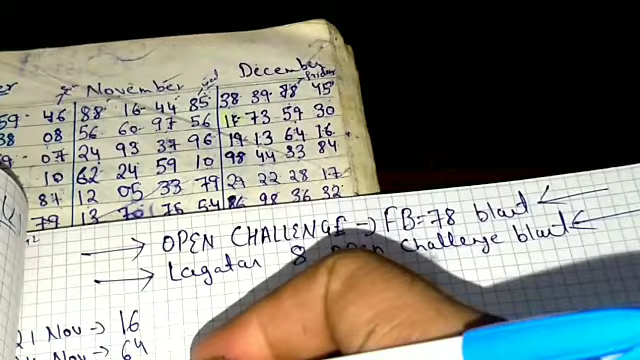 November
December
Friday
59 46 88 16 44 85 38 39 78 45
38 08 56 60 97 56 18 73 59 30
07 24 93 37 96 19 13 64 16
10 62 24 59 10 98 44 33 84
87 12 05 33 79 29 22 28 17
79 13 70 76 54 86 98 36 32
OPEN CHALLENGE → FB=78 blast
Lagatar 8 open challenge blast
21 Nov → 16
Nov → 64